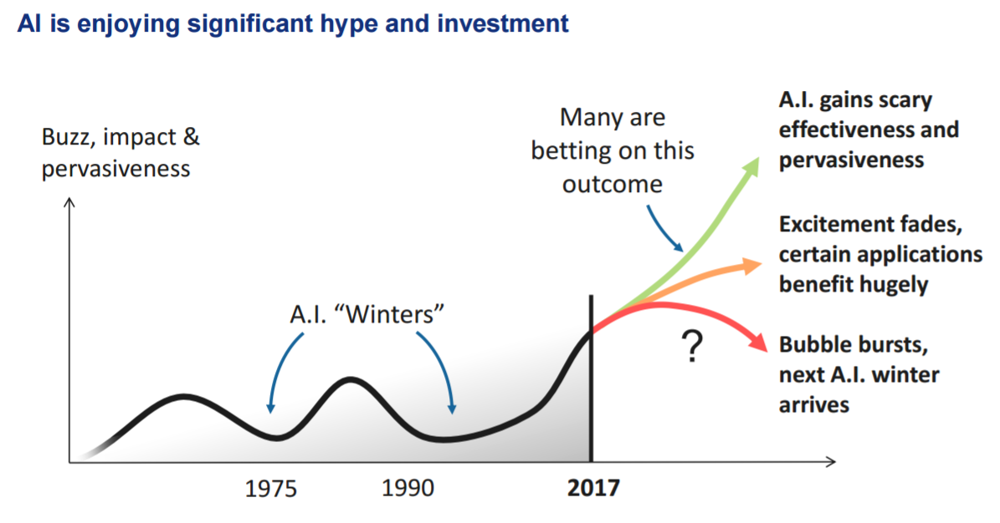 AI is enjoying significant hype and investment
Buzz, impact &
pervasiveness
Many are
betting on this
outcome
A.I. gains scary
effectiveness and
pervasiveness
Excitement fades,
certain applications
benefit hugely
A.I. “Winters”
?
Bubble bursts,
next A.I. winter
arrives
1975
1990
2017